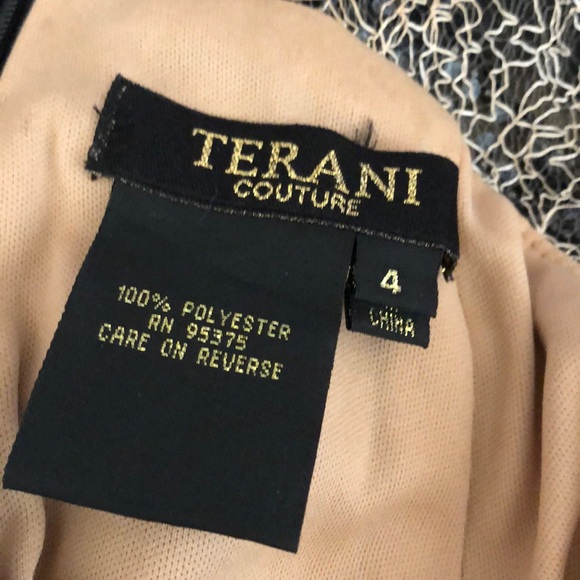 TERANI
COUTURE
4
CHINA
100% POLYESTER
RN 95375
CARE ON REVERSE